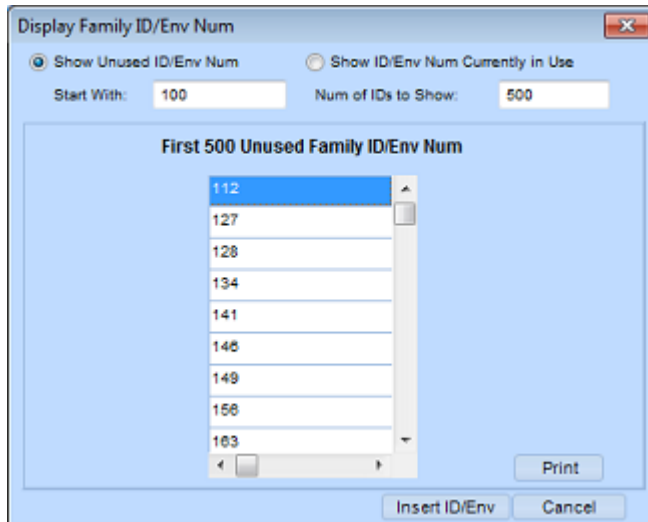 Display Family ID/Env Num
Show Unused ID/Env Num Show ID/Env Num Currently in Use
Start With: 100 Num of IDs to Show: 500
First 500 Unused Family ID/Env Num
112
127
128
134
141
146
149
156
163
Print
Insert ID/Env Cancel